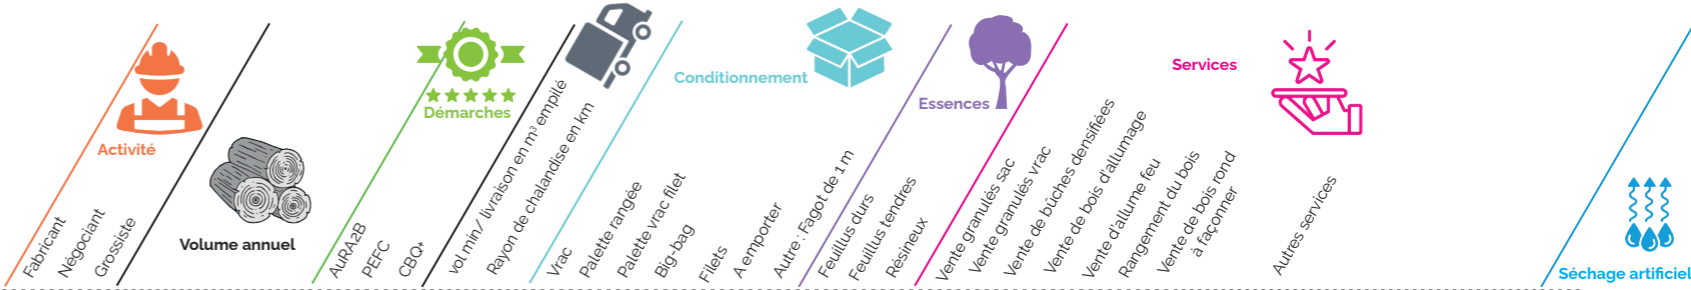 Activité
Fabricant
Négociant
Grossiste
Volume annuel
Démarches
AuRA2B
PEFC
CBQ+
vol min/ livraison en m³ empilé
Rayon de chalandise en km
Conditionnement
Vrac
Palette rangée
Palette vrac filet
Big-bag
Filets
A emporter
Autre : Fagot de 1 m
Essences
Feuillus durs
Feuillus tendres
Résineux
Services
Vente granulés sac
Vente granulés vrac
Vente de bûches densifiées
Vente de bois d'allumage
Vente d'allume feu
Rangement du bois
Vente de bois rond
à façonner
Autres services
Séchage artificiel